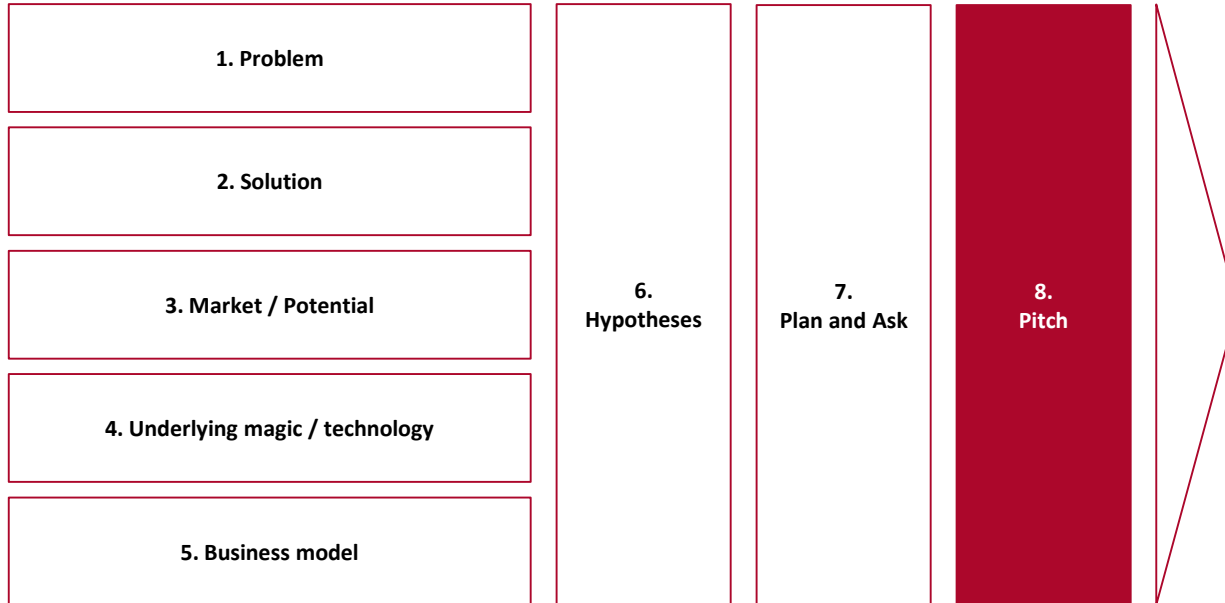 1. Problem
2. Solution
3. Market / Potential
4. Underlying magic / technology
5. Business model
6.
Hypotheses
7.
Plan and Ask
8.
Pitch